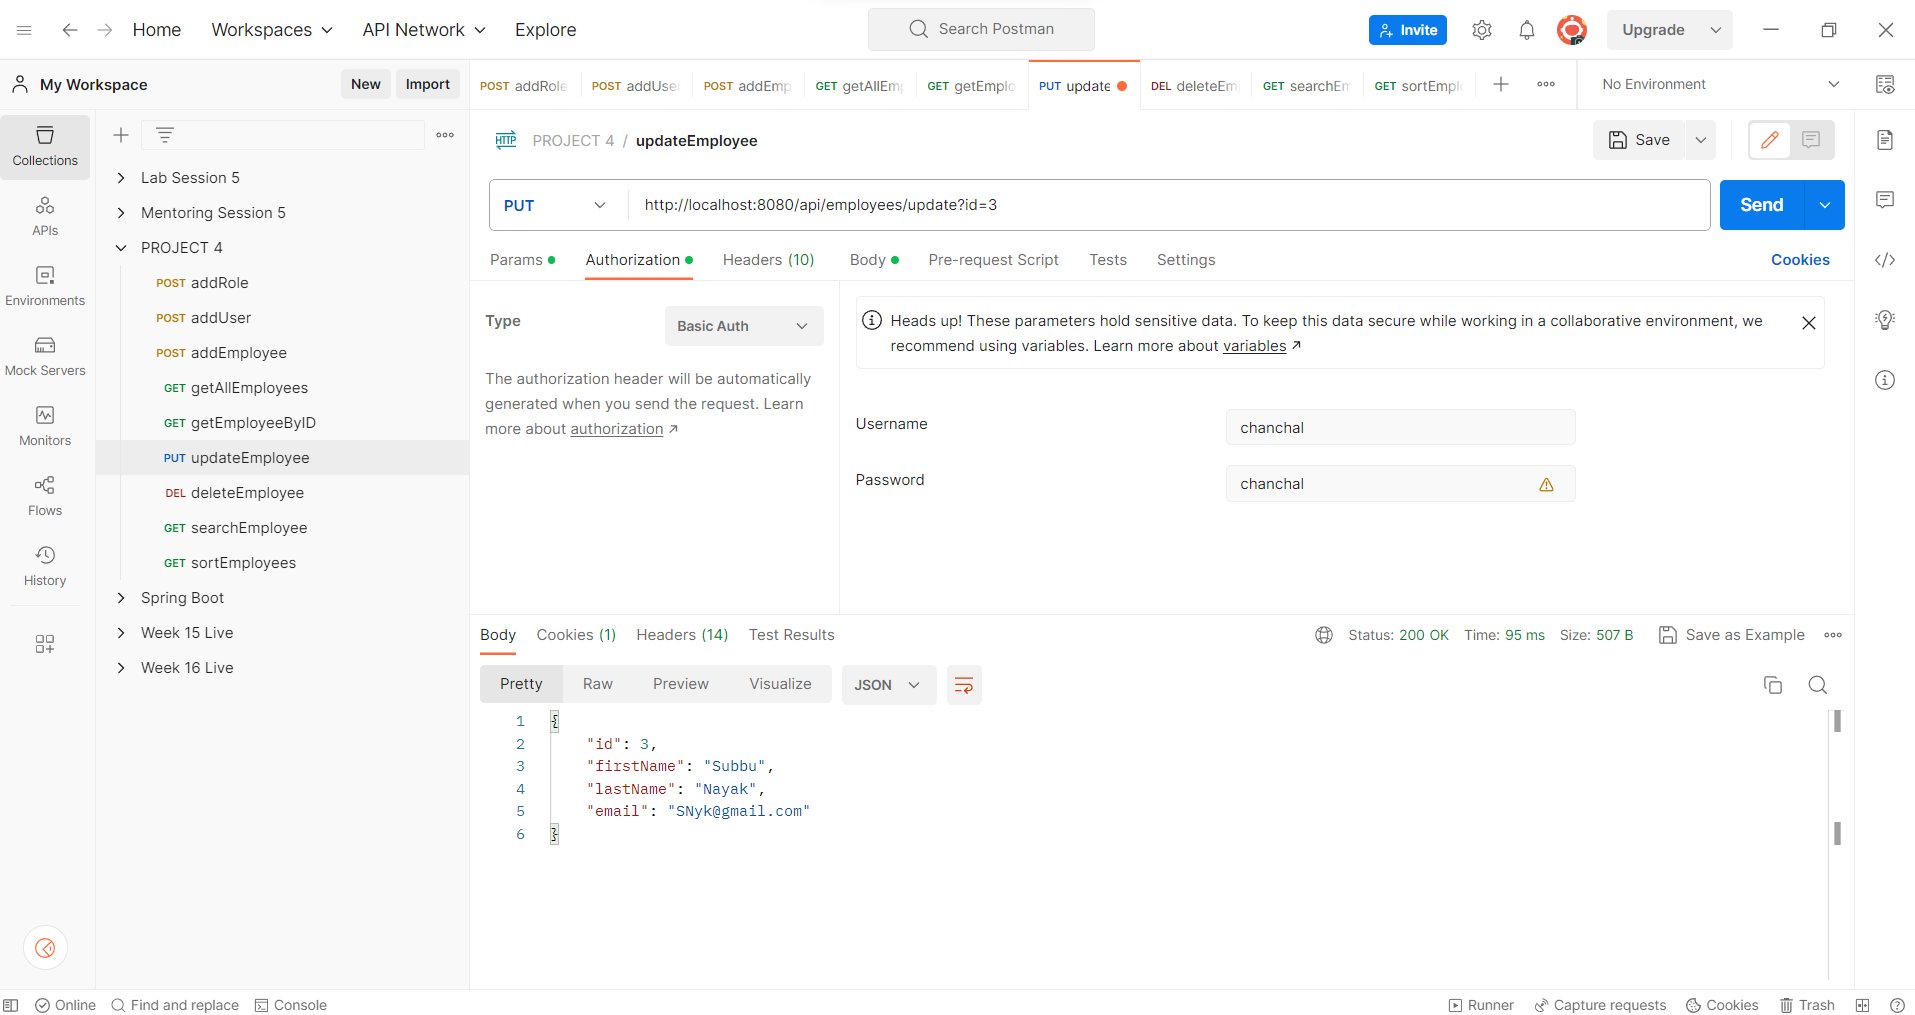 Home Workspaces API Network Explore Search Postman Invite Upgrade
My Workspace New Import POST addRole POST addUser POST addEmp GET getAllEm GET getEmplo PUT update DEL deleteEm GET searchEm GET sortEmpl No Environment
Collections
APIs
Environments
Mock Servers
Monitors
Flows
History
Lab Session 5
Mentoring Session 5
PROJECT 4
POST addRole
POST addUser
POST addEmployee
GET getAllEmployees
GET getEmployeeByID
PUT updateEmployee
DEL deleteEmployee
GET searchEmployee
GET sortEmployees
Spring Boot
Week 15 Live
Week 16 Live
HTTP PROJECT 4 / updateEmployee Save
PUT http://localhost:8080/api/employees/update?id=3 Send
Params Authorization Headers (10) Body Pre-request Script Tests Settings Cookies
Type Basic Auth
The authorization header will be automatically
generated when you send the request. Learn
more about authorization ↗
Heads up! These parameters hold sensitive data. To keep this data secure while working in a collaborative environment, we
recommend using variables. Learn more about variables ↗
Username chanchal
Password chanchal
Body Cookies (1) Headers (14) Test Results Status: 200 OK Time: 95 ms Size: 507 B Save as Example
Pretty Raw Preview Visualize JSON
1 {
2 "id": 3,
3 "firstName": "Subbu",
4 "lastName": "Nayak",
5 "email": "SNyk@gmail.com"
6 }
Online Find and replace Console Runner Capture requests Cookies Trash